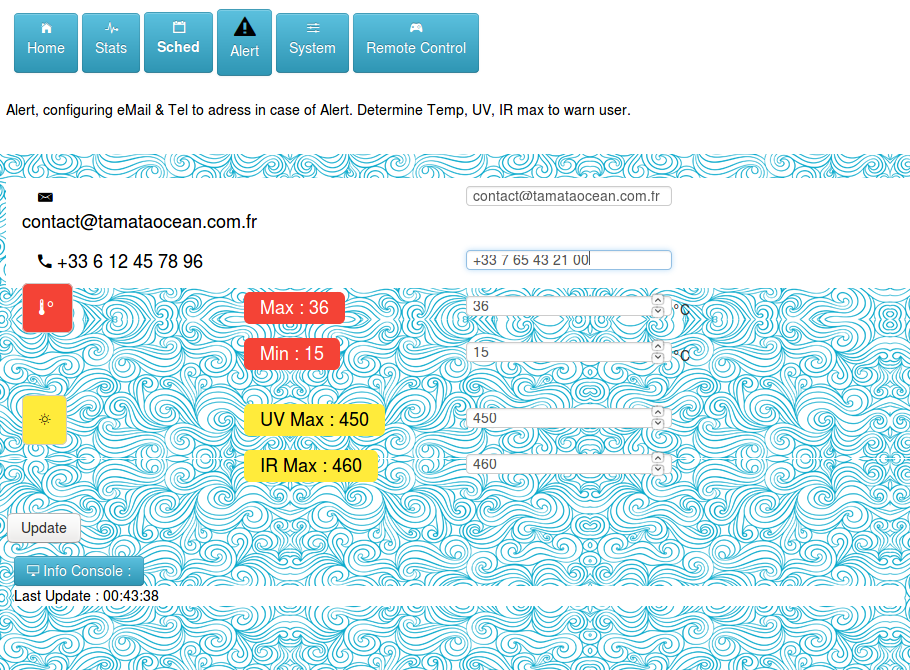 Home Stats Sched Alert System Remote Control
Alert, configuring eMail & Tel to adress in case of Alert. Determine Temp, UV, IR max to warn user.
contact@tamataocean.com.fr
contact@tamataocean.com.fr
+33 6 12 45 78 96 +33 7 65 43 21 00
Max : 36 36 °C
Min : 15 15 °C
UV Max : 450 450
IR Max : 460 460
Update
Info Console :
Last Update : 00:43:38